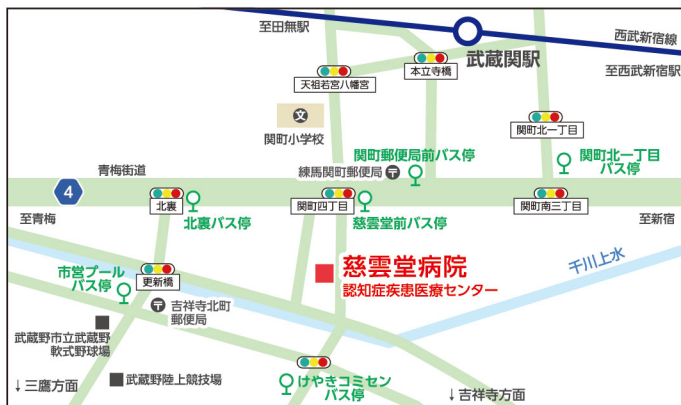 至田無駅
西武新宿線
武蔵関駅
至西武新宿駅
本立寺橋
天祖若宮八幡宮
文
関町小学校
関町北一丁目
関町郵便局前バス停
関町北一丁目
バス停
練馬関町郵便局
青梅街道
4
北裏
関町四丁目
関町南三丁目
至青梅
北裏バス停
慈雲堂前バス停
至新宿
慈雲堂病院
認知症疾患医療センター
千川上水
市営プール
バス停
更新橋
吉祥寺北町
郵便局
武蔵野市立武蔵野
軟式野球場
↓三鷹方面
武蔵野陸上競技場
けやきコミセン
バス停
↓吉祥寺方面